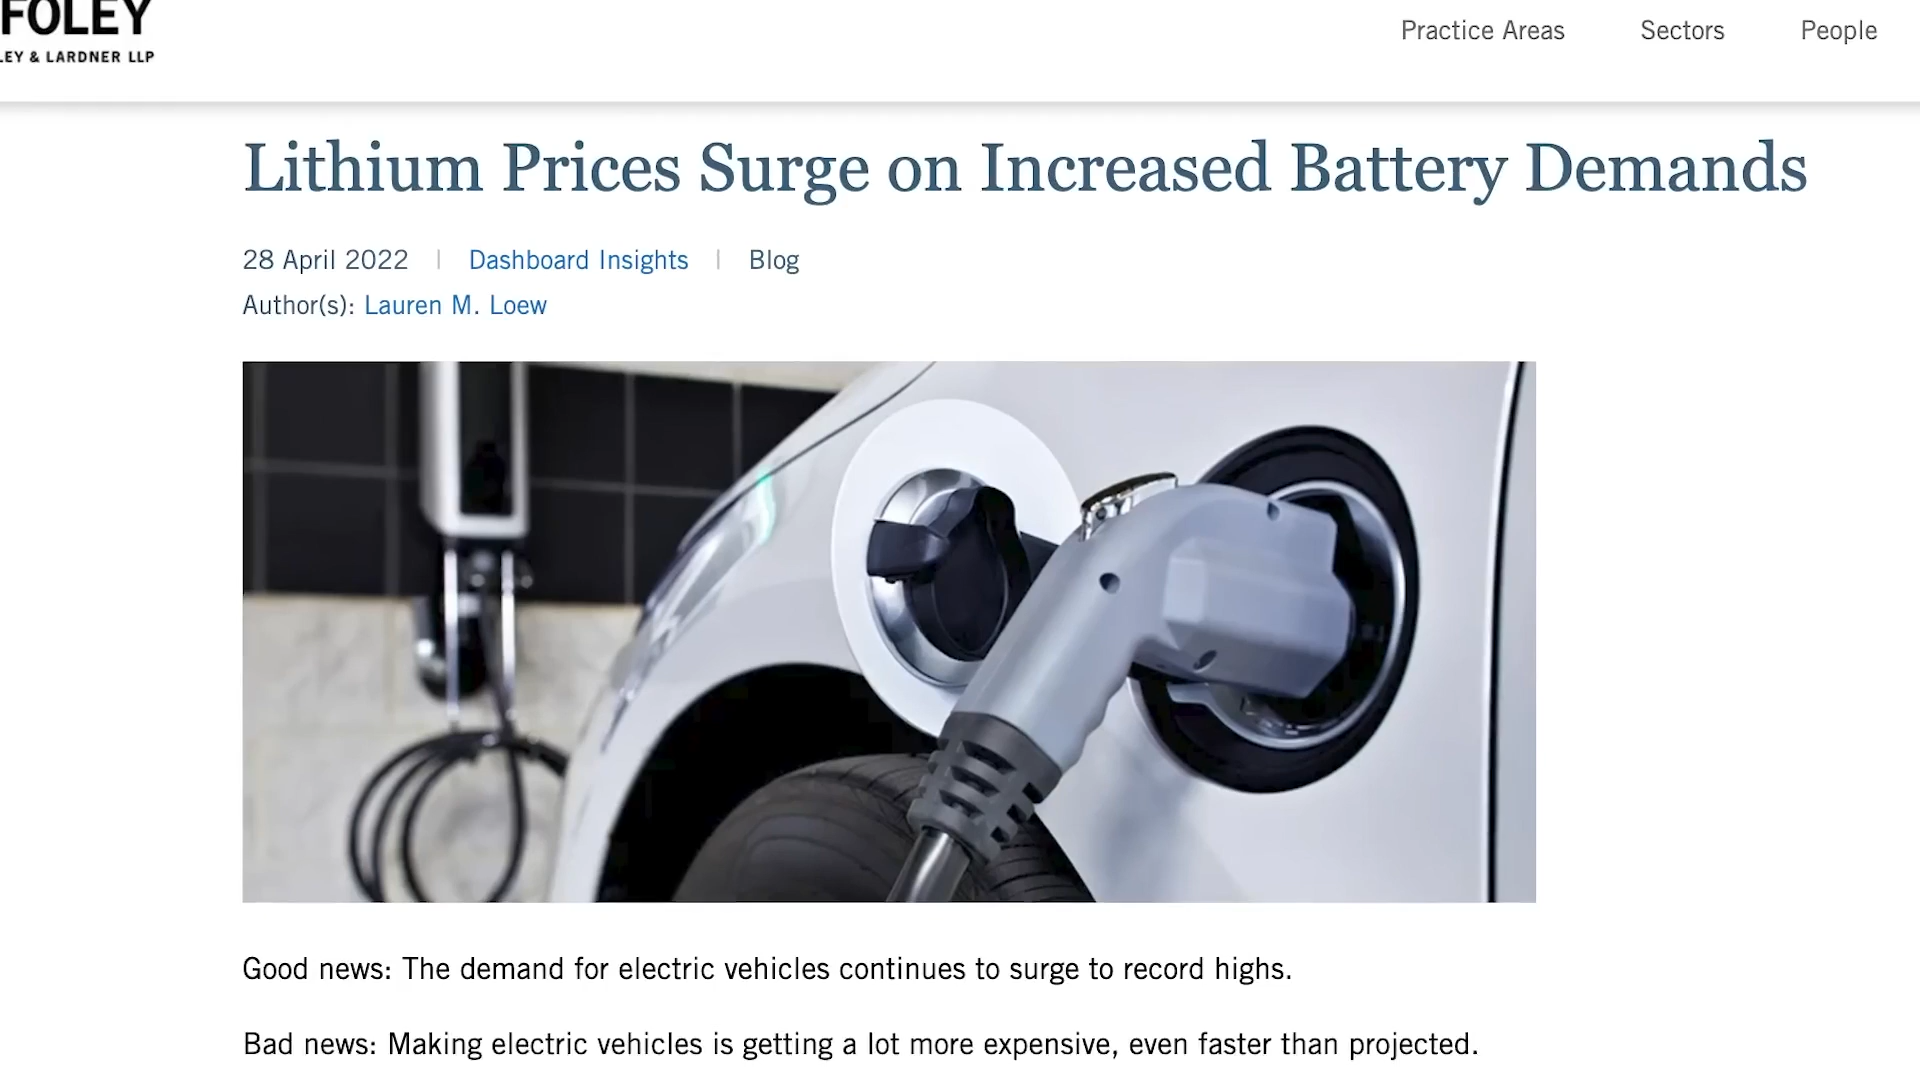 FOLEY
LEY & LARDNER LLP
Practice Areas Sectors People
Lithium Prices Surge on Increased Battery Demands
28 April 2022 | Dashboard Insights | Blog
Author(s): Lauren M. Loew
Good news: The demand for electric vehicles continues to surge to record highs.
Bad news: Making electric vehicles is getting a lot more expensive, even faster than projected.